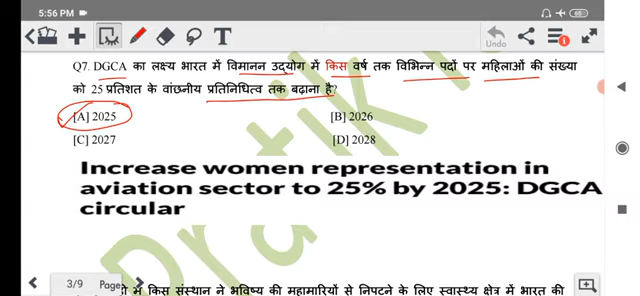 5:56 PM
65
Undo
T
Q7. DGCA का लक्ष्य भारत में विमानन उद्योग में किस वर्ष तक विभिन्न पदों पर महिलाओं की संख्या
को 25 प्रतिशत के वांछनीय प्रतिनिधित्व तक बढ़ाना है?
[A] 2025 [B] 2026
[C] 2027 [D] 2028
Increase women representation in
aviation sector to 25% by 2025: DGCA
circular
3/9 Page
में किस संस्थान ने भविष्य की महामारियों से निपटने के लिए स्वास्थ्य क्षेत्र में भारत की